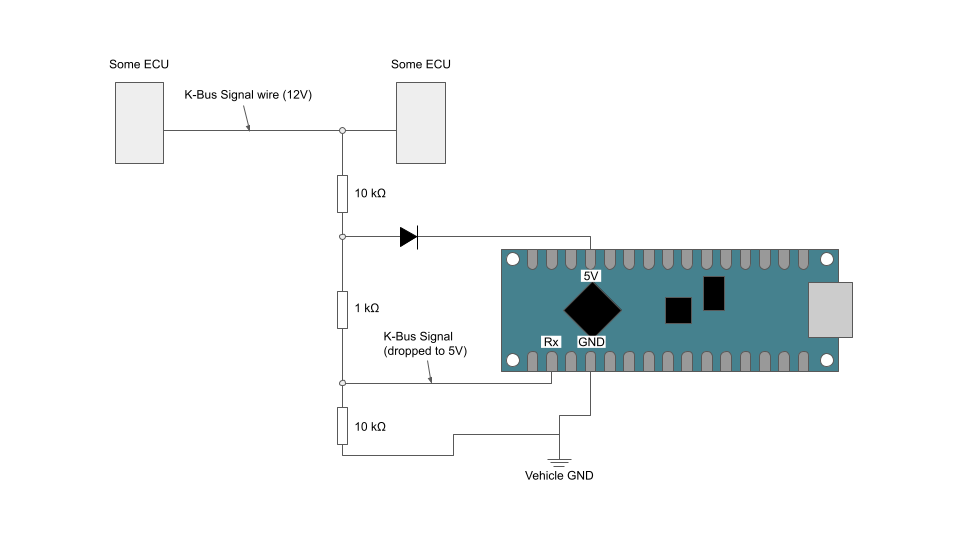 Some ECU
Some ECU
K-Bus Signal wire (12V)
10 kΩ
5V
1 kΩ
K-Bus Signal
(dropped to 5V)
Rx
GND
10 kΩ
Vehicle GND